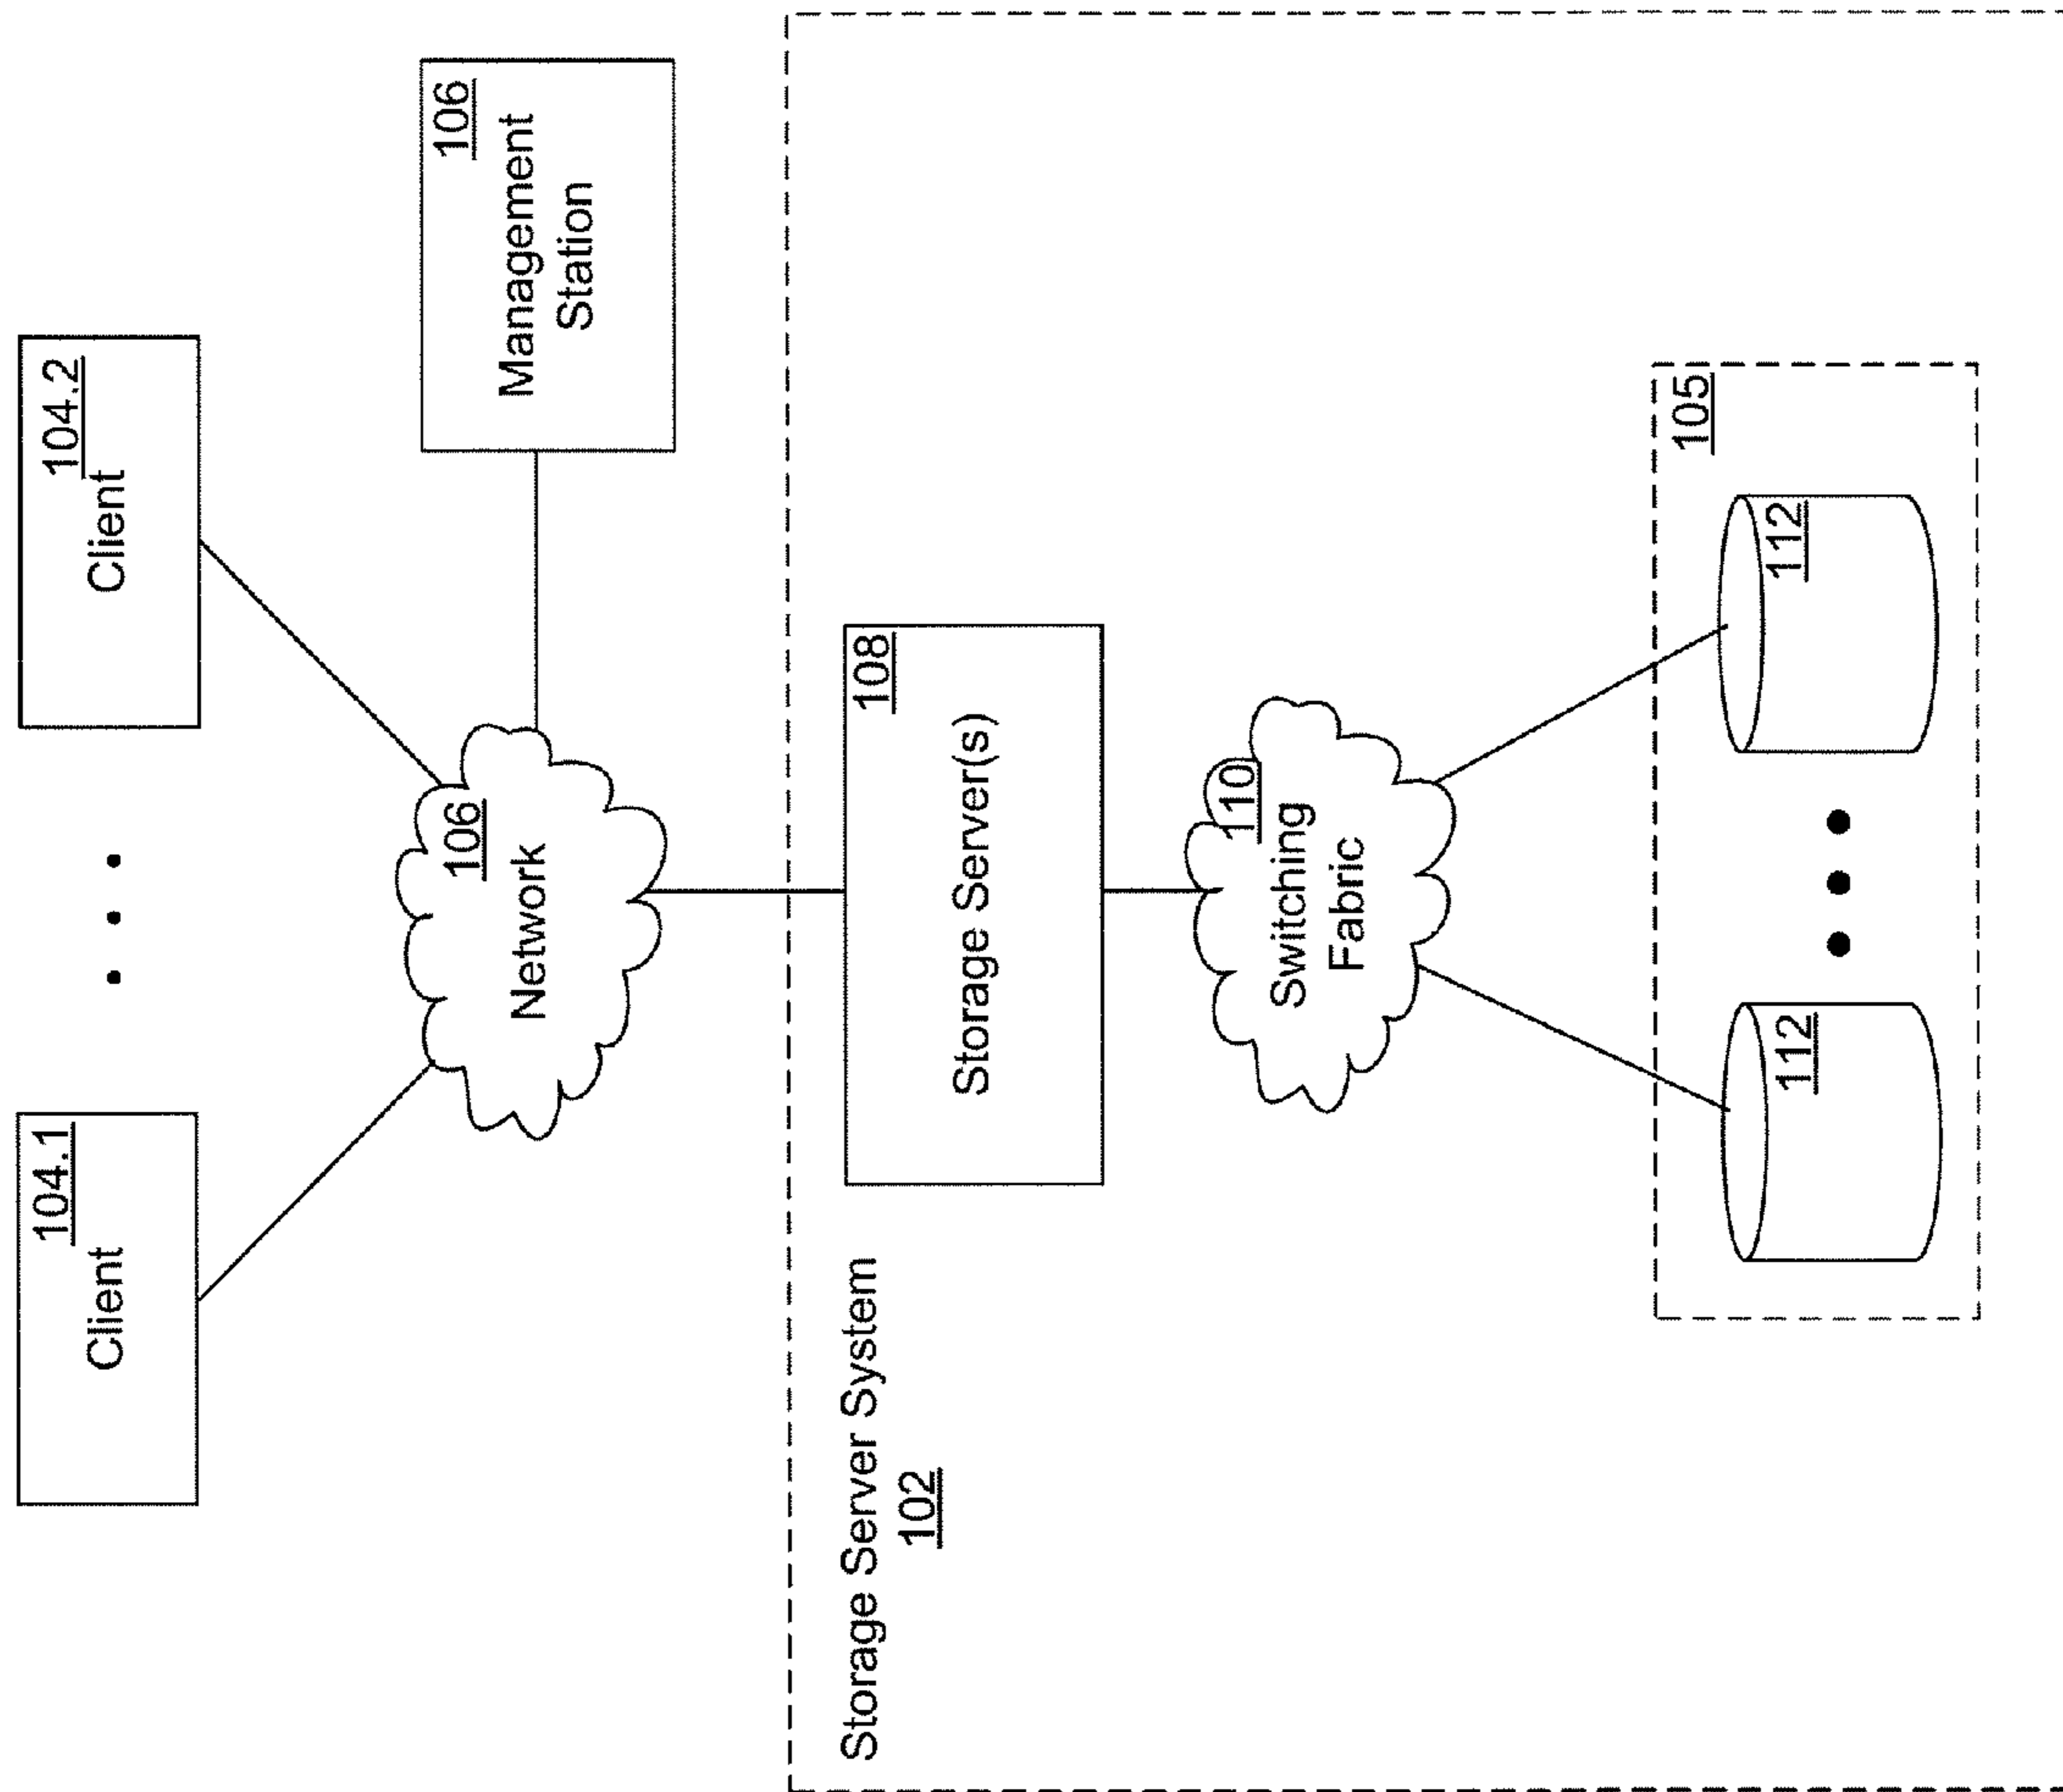 104.1
Client
104.2
Client
106
Network
106
Management
Station
Storage Server System
102
108
Storage Server(s)
110
Switching
Fabric
105
112
112